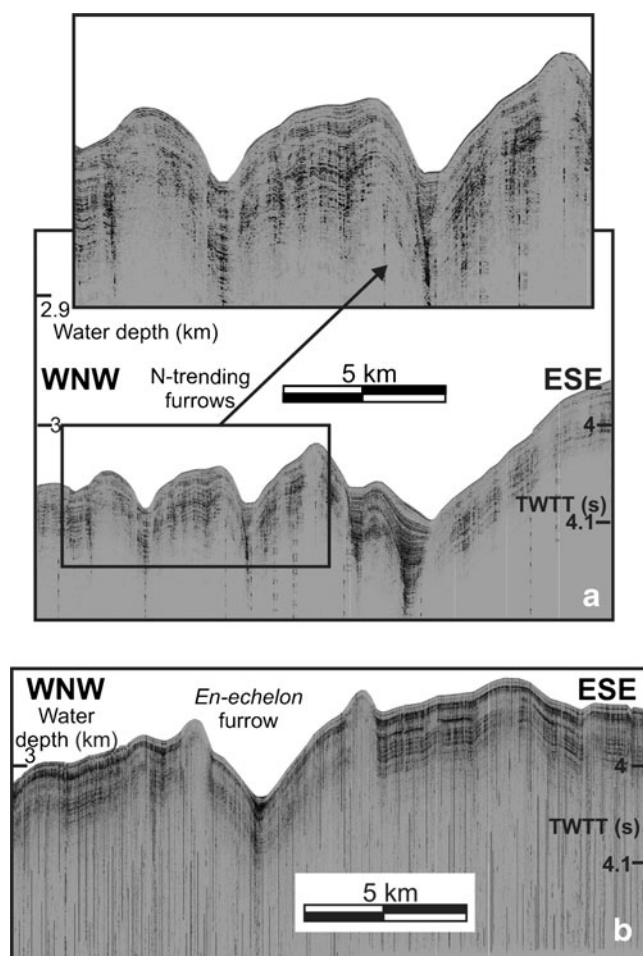 2.9
Water depth (km)
WNW
N-trending
furrows
5 km
ESE
3
4
TWTT (s)
4.1
a
WNW
Water
depth (km)
En-echelon
furrow
ESE
3
4
TWTT (s)
4.1
5 km
b